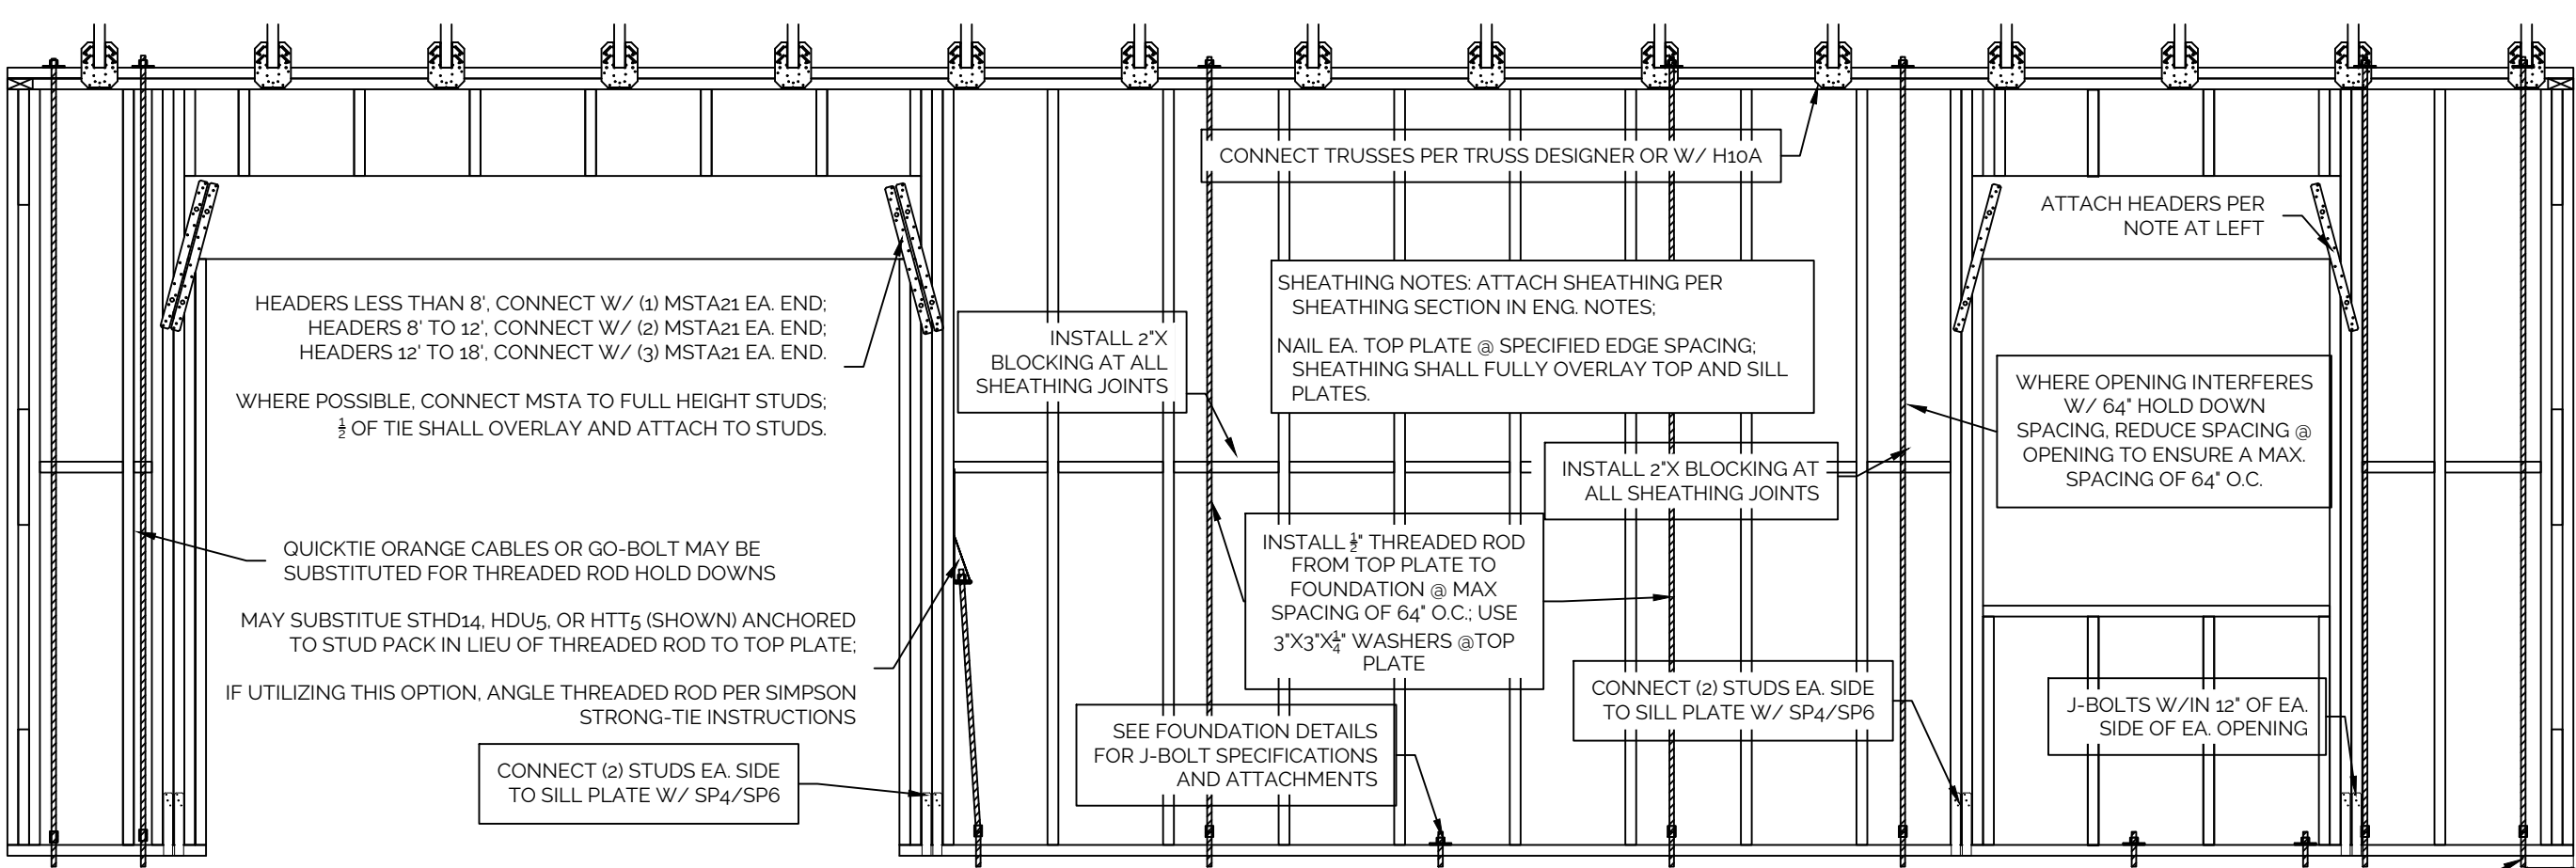 CONNECT TRUSSES PER TRUSS DESIGNER OR W/ H10A
ATTACH HEADERS PER
NOTE AT LEFT
HEADERS LESS THAN 8', CONNECT W/ (1) MSTA21 EA. END;
HEADERS 8' TO 12', CONNECT W/ (2) MSTA21 EA. END;
HEADERS 12' TO 18', CONNECT W/ (3) MSTA21 EA. END.
WHERE POSSIBLE, CONNECT MSTA TO FULL HEIGHT STUDS;
½ OF TIE SHALL OVERLAY AND ATTACH TO STUDS.
INSTALL 2"X
BLOCKING AT ALL
SHEATHING JOINTS
SHEATHING NOTES: ATTACH SHEATHING PER
SHEATHING SECTION IN ENG. NOTES;
NAIL EA. TOP PLATE @ SPECIFIED EDGE SPACING;
SHEATHING SHALL FULLY OVERLAY TOP AND SILL
PLATES.
WHERE OPENING INTERFERES
W/ 64" HOLD DOWN
SPACING, REDUCE SPACING @
OPENING TO ENSURE A MAX.
SPACING OF 64" O.C.
INSTALL 2"X BLOCKING AT
ALL SHEATHING JOINTS
QUICKTIE ORANGE CABLES OR GO-BOLT MAY BE
SUBSTITUTED FOR THREADED ROD HOLD DOWNS
MAY SUBSTITUE STHD14, HDU5, OR HTT5 (SHOWN) ANCHORED
TO STUD PACK IN LIEU OF THREADED ROD TO TOP PLATE;
IF UTILIZING THIS OPTION, ANGLE THREADED ROD PER SIMPSON
STRONG-TIE INSTRUCTIONS
INSTALL ½" THREADED ROD
FROM TOP PLATE TO
FOUNDATION @ MAX
SPACING OF 64" O.C.; USE
3"X3"X¼" WASHERS @TOP
PLATE
CONNECT (2) STUDS EA. SIDE
TO SILL PLATE W/ SP4/SP6
SEE FOUNDATION DETAILS
FOR J-BOLT SPECIFICATIONS
AND ATTACHMENTS
CONNECT (2) STUDS EA. SIDE
TO SILL PLATE W/ SP4/SP6
J-BOLTS W/IN 12" OF EA.
SIDE OF EA. OPENING